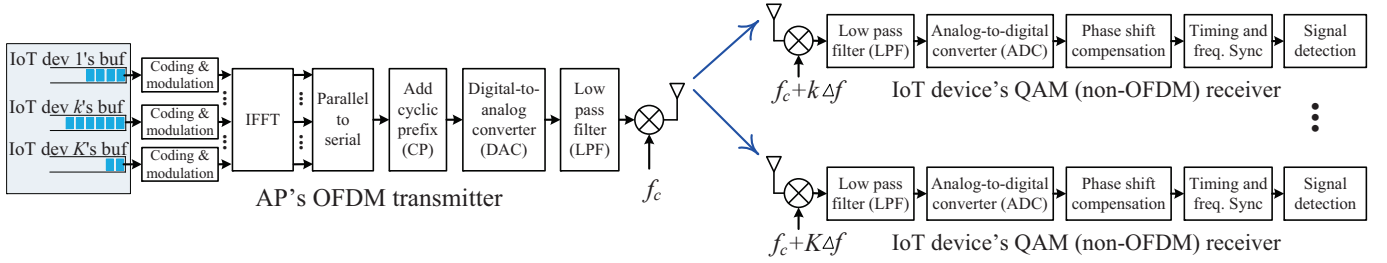 IoT dev 1's buf
IoT dev k's buf
IoT dev K's buf
Coding &
modulation
Coding &
modulation
Coding &
modulation
IFFT
Parallel
to
serial
Add
cyclic
prefix
(CP)
Digital-to-
analog
converter
(DAC)
Low
pass
filter
(LPF)
fc
AP's OFDM transmitter
fc+k△f
Low pass
filter (LPF)
Analog-to-digital
converter (ADC)
Phase shift
compensation
Timing and
freq. Sync
Signal
detection
IoT device's QAM (non-OFDM) receiver
fc+K△f
Low pass
filter (LPF)
Analog-to-digital
converter (ADC)
Phase shift
compensation
Timing and
freq. Sync
Signal
detection
IoT device's QAM (non-OFDM) receiver